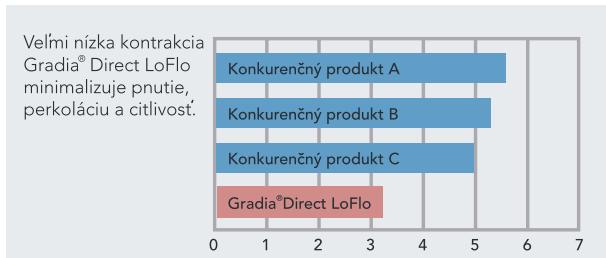 Veľmi nízka kontrakcia
Gradia® Direct LoFlo
minimalizuje pnutie,
perkoláciu a citlivosť.
Konkurenčný produkt A
Konkurenčný produkt B
Konkurenčný produkt C
Gradia®Direct LoFlo
0 1 2 3 4 5 6 7